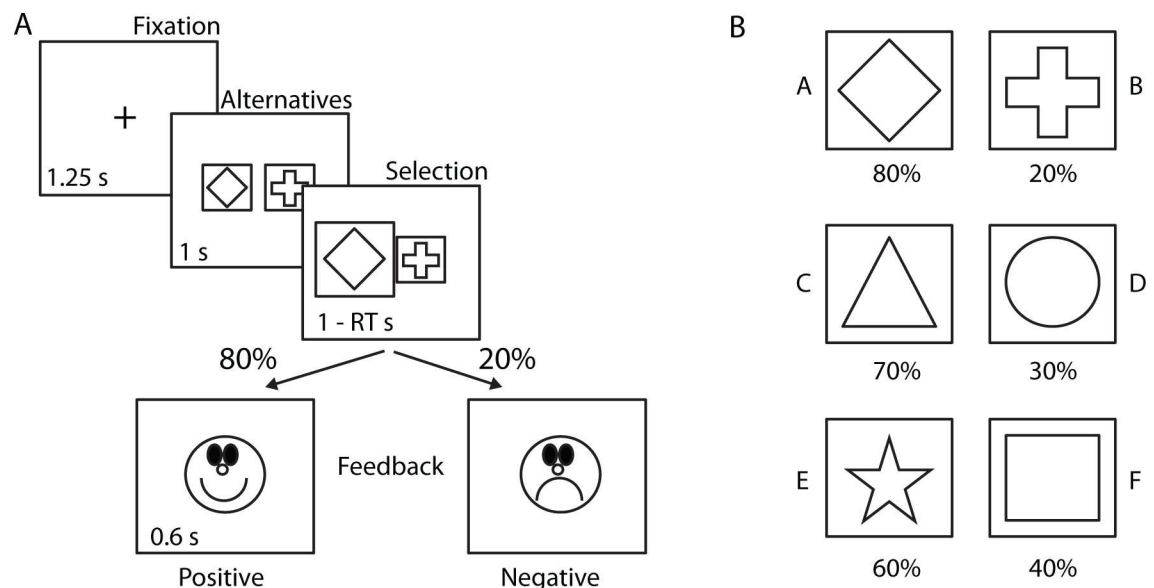 A
Fixation
+
1.25 s
Alternatives
1 s
Selection
1 - RT s
80%
20%
Feedback
0.6 s
Positive
Negative
B
A
B
80%
20%
C
D
70%
30%
E
F
60%
40%